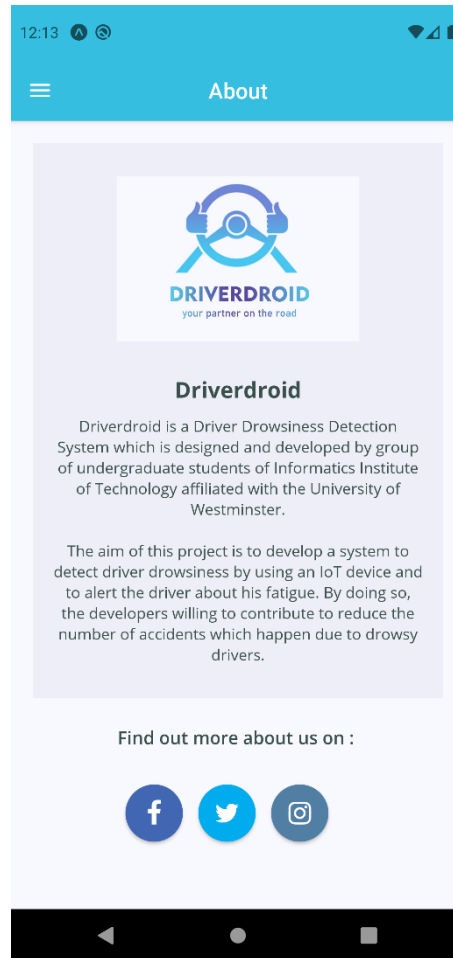 12:13
About
DRIVERDROID
your partner on the road
Driverdroid
Driverdroid is a Driver Drowsiness Detection
System which is designed and developed by group
of undergraduate students of Informatics Institute
of Technology affiliated with the University of
Westminster.
The aim of this project is to develop a system to
detect driver drowsiness by using an IoT device and
to alert the driver about his fatigue. By doing so,
the developers willing to contribute to reduce the
number of accidents which happen due to drowsy
drivers.
Find out more about us on :